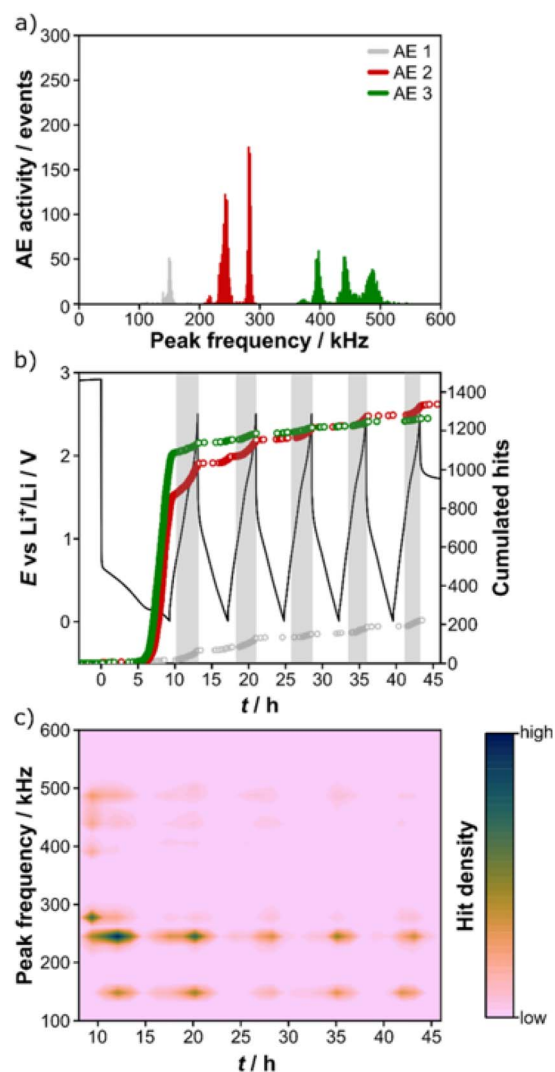 a)
300
250
200
150
100
50
0
AE activity / events
AE 1
AE 2
AE 3
0 100 200 300 400 500 600
Peak frequency / kHz
b)
3
2
1
0
E vs Li⁺/Li / V
1400
1200
1000
800
600
400
200
0
Cumulated hits
0 5 10 15 20 25 30 35 40 45
t / h
c)
600
500
400
300
200
100
Peak frequency / kHz
10 15 20 25 30 35 40 45
t / h
high
low
Hit density